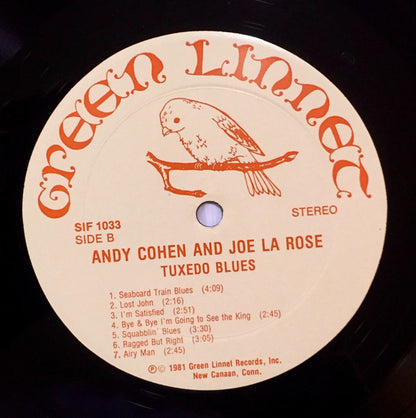 GREEN LINNET
SIF 1033
SIDE B
STEREO
ANDY COHEN AND JOE LA ROSE
TUXEDO BLUES
1. Seaboard Train Blues (4:09)
2. Lost John (2:16)
3. I'm Satisfied (2:51)
4. Bye & Bye I'm Going to See the King (2:45)
5. Squabblin' Blues (3:30)
6. Ragged But Right (3:05)
7. Airy Man (2:45)
Ⓟ © 1981 Green Linnet Records, Inc.
New Canaan, Conn.